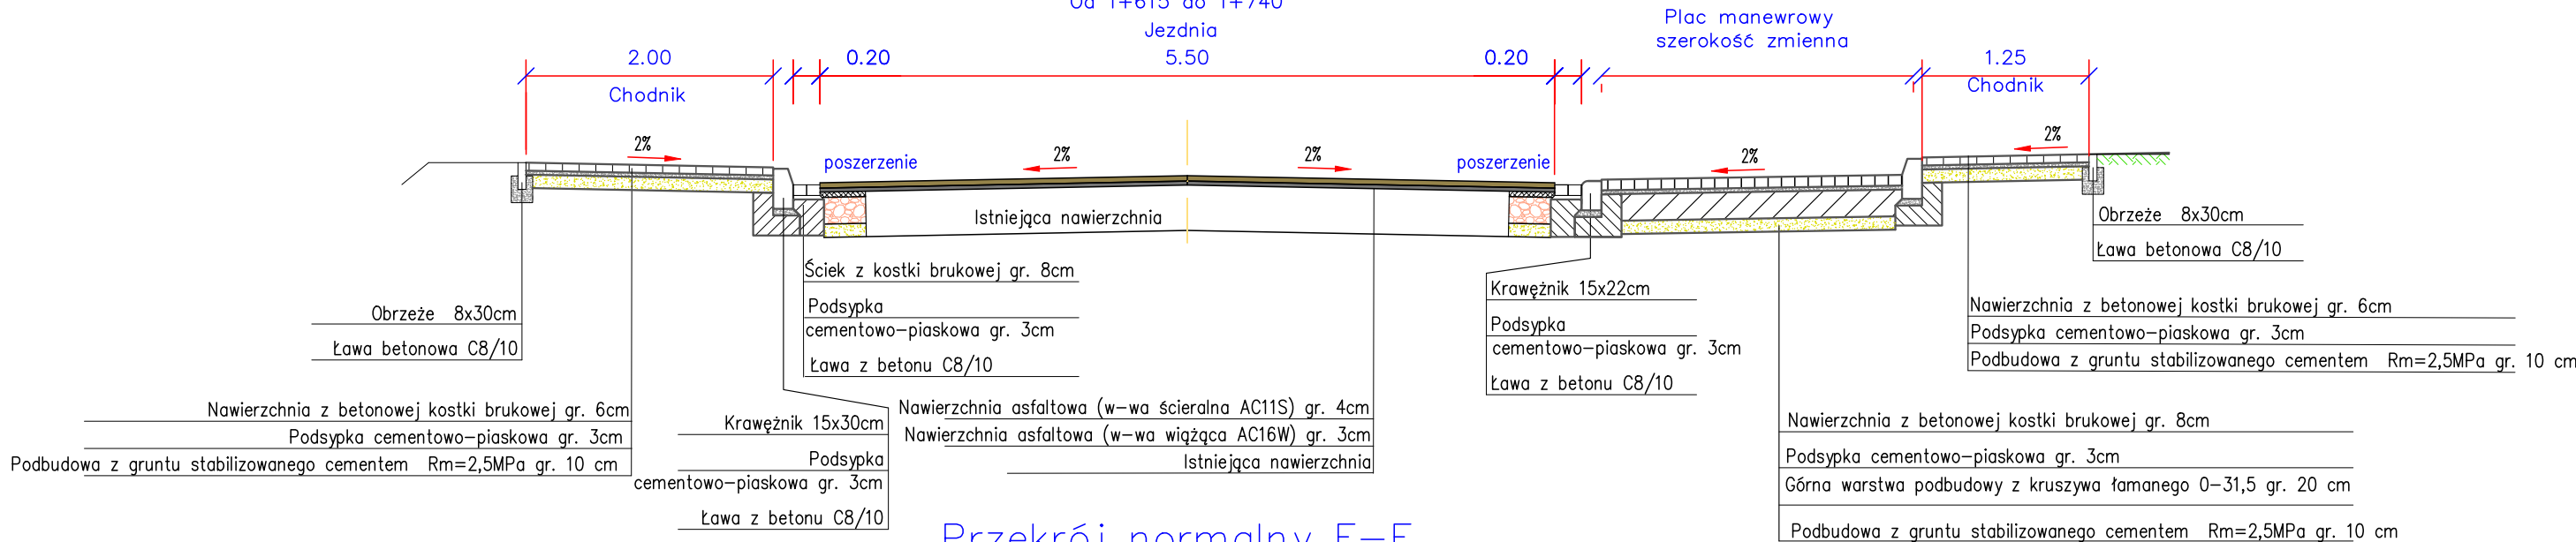 Od 1+615 do 1+740
Jezdnia
Plac manewrowy
szerokość zmienna
2.00
0.20
5.50
0.20
1.25
Chodnik
Chodnik
2%
poszerzenie
2%
2%
poszerzenie
2%
2%
Istniejąca nawierzchnia
Obrzeże 8x30cm
Ława betonowa C8/10
Ściek z kostki brukowej gr. 8cm
Podsypka
cementowo-piaskowa gr. 3cm
Ława z betonu C8/10
Krawężnik 15x22cm
Podsypka
cementowo-piaskowa gr. 3cm
Ława z betonu C8/10
Obrzeże 8x30cm
Ława betonowa C8/10
Nawierzchnia z betonowej kostki brukowej gr. 6cm
Podsypka cementowo-piaskowa gr. 3cm
Podbudowa z gruntu stabilizowanego cementem Rm=2,5MPa gr. 10 cm
Nawierzchnia z betonowej kostki brukowej gr. 6cm
Podsypka cementowo-piaskowa gr. 3cm
Podbudowa z gruntu stabilizowanego cementem Rm=2,5MPa gr. 10 cm
Krawężnik 15x30cm
Podsypka
cementowo-piaskowa gr. 3cm
Ława z betonu C8/10
Nawierzchnia asfaltowa (w-wa ścieralna AC11S) gr. 4cm
Nawierzchnia asfaltowa (w-wa wiążąca AC16W) gr. 3cm
Istniejąca nawierzchnia
Nawierzchnia z betonowej kostki brukowej gr. 8cm
Podsypka cementowo-piaskowa gr. 3cm
Górna warstwa podbudowy z kruszywa łamanego 0-31,5 gr. 20 cm
Podbudowa z gruntu stabilizowanego cementem Rm=2,5MPa gr. 10 cm
Przekrój normalny